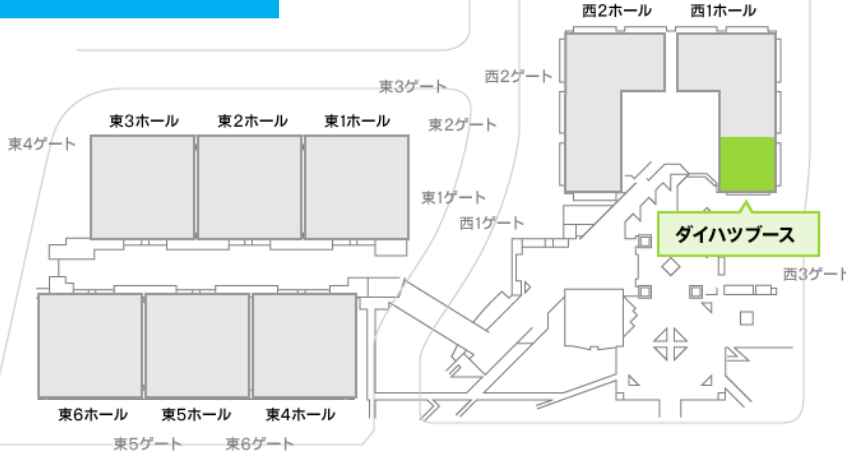 西2ホール
西1ホール
東3ゲート
西2ゲート
東3ホール
東2ホール
東1ホール
東2ゲート
東4ゲート
東1ゲート
西1ゲート
ダイハツブース
西3ゲート
東6ホール
東5ホール
東4ホール
東5ゲート
東6ゲート